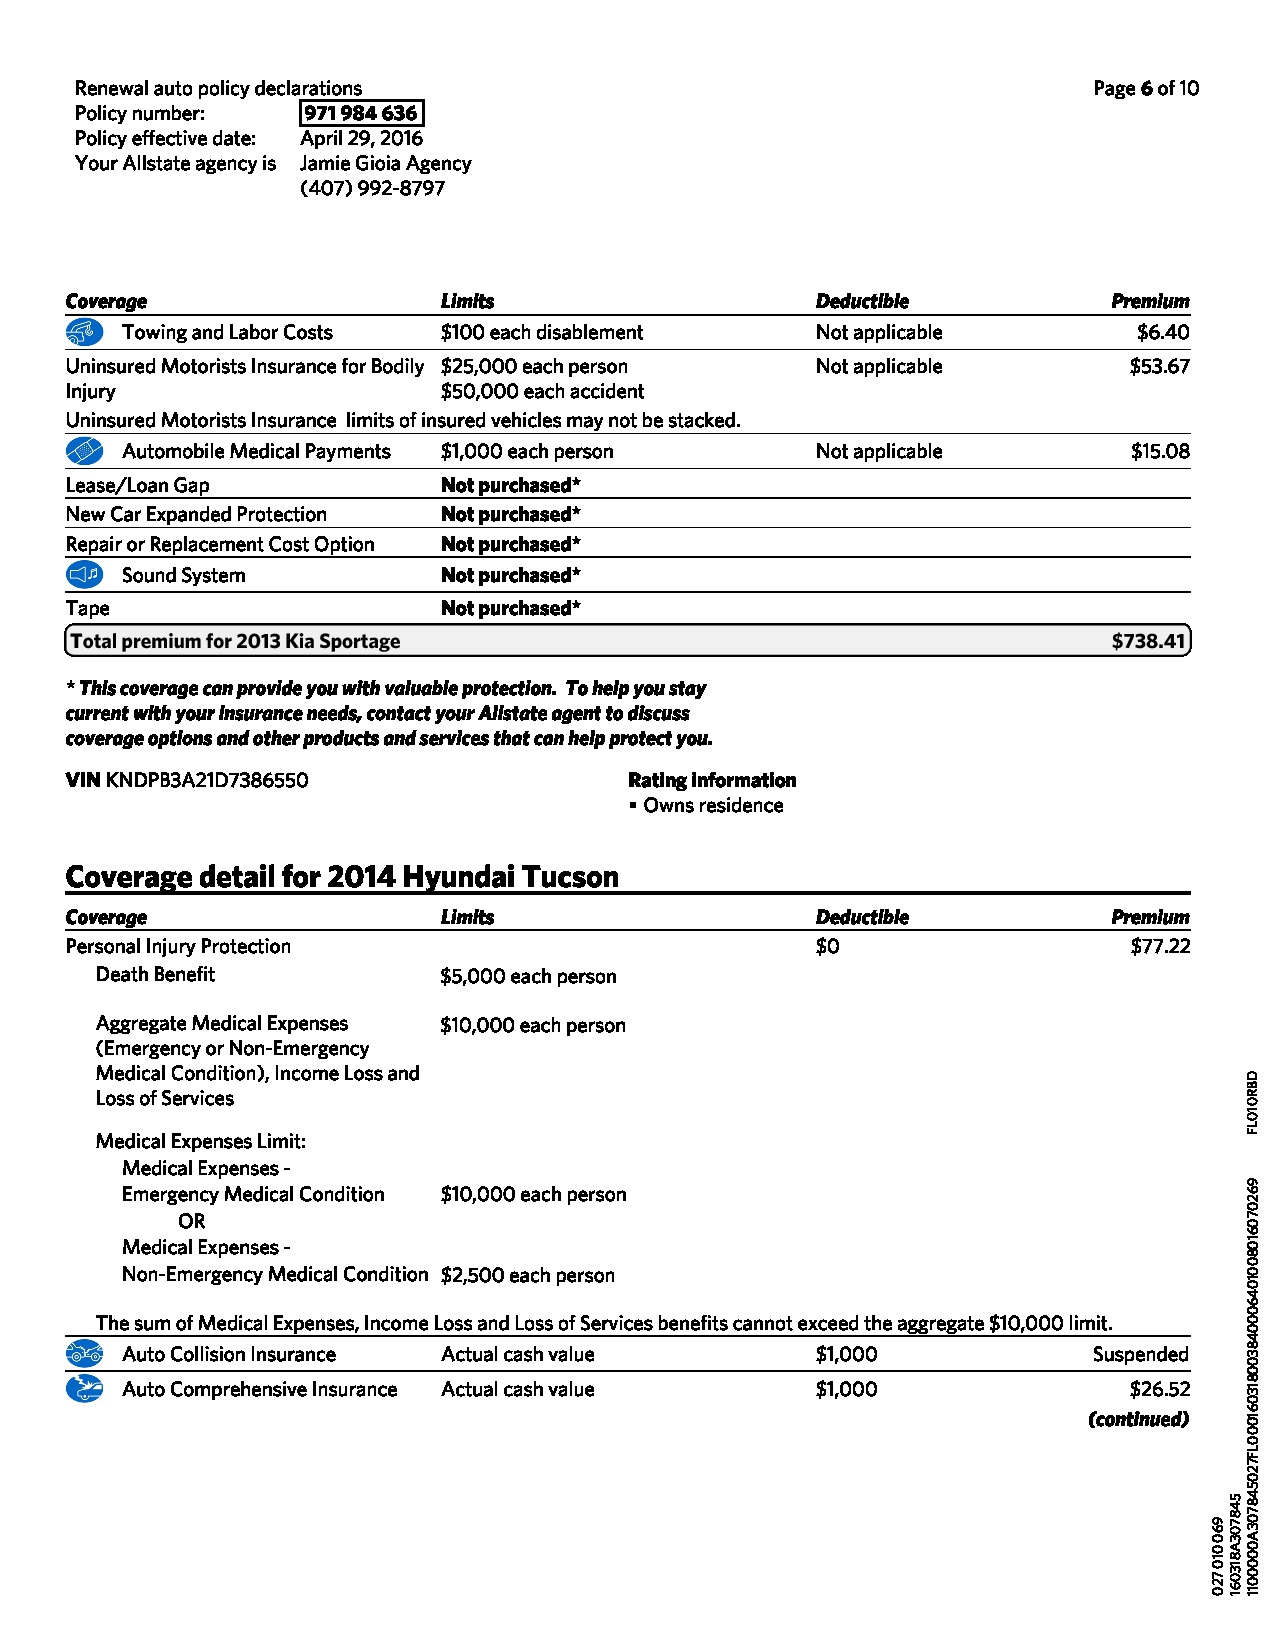 Renewal auto policy declarations Page 6 of 10
Policy number: 971 984 636
Policy effective date: April 29, 2016
Your Allstate agency is Jamie Gioia Agency
(407) 992-8797
Coverage Limits Deductible Premium
Towing and Labor Costs $100 each disablement Not applicable $6.40
Uninsured Motorists Insurance for Bodily $25,000 each person Not applicable $53.67
Injury $50,000 each accident
Uninsured Motorists Insurance limits of insured vehicles may not be stacked.
Automobile Medical Payments $1,000 each person Not applicable $15.08
Lease/Loan Gap Not purchased*
New Car Expanded Protection Not purchased*
Repair or Replacement Cost Option Not purchased*
Sound System Not purchased*
Tape Not purchased*
Total premium for 2013 Kia Sportage $738.41
* This coverage can provide you with valuable protection. To help you stay
current with your insurance needs, contact your Allstate agent to discuss
coverage options and other products and services that can help protect you.
VIN KNDPB3A21D7386550 Rating information
▪ Owns residence
Coverage detail for 2014 Hyundai Tucson
Coverage Limits Deductible Premium
Personal Injury Protection $0 $77.22
Death Benefit $5,000 each person
Aggregate Medical Expenses $10,000 each person
(Emergency or Non-Emergency
Medical Condition), Income Loss and
Loss of Services
Medical Expenses Limit:
Medical Expenses -
Emergency Medical Condition $10,000 each person
OR
Medical Expenses -
Non-Emergency Medical Condition $2,500 each person
The sum of Medical Expenses, Income Loss and Loss of Services benefits cannot exceed the aggregate $10,000 limit.
Auto Collision Insurance Actual cash value $1,000 Suspended
Auto Comprehensive Insurance Actual cash value $1,000 $26.52
(continued)
027 010 069
160318A307845
1100000A307845027FL00016031800384000640100801607​0269 FL010RBD